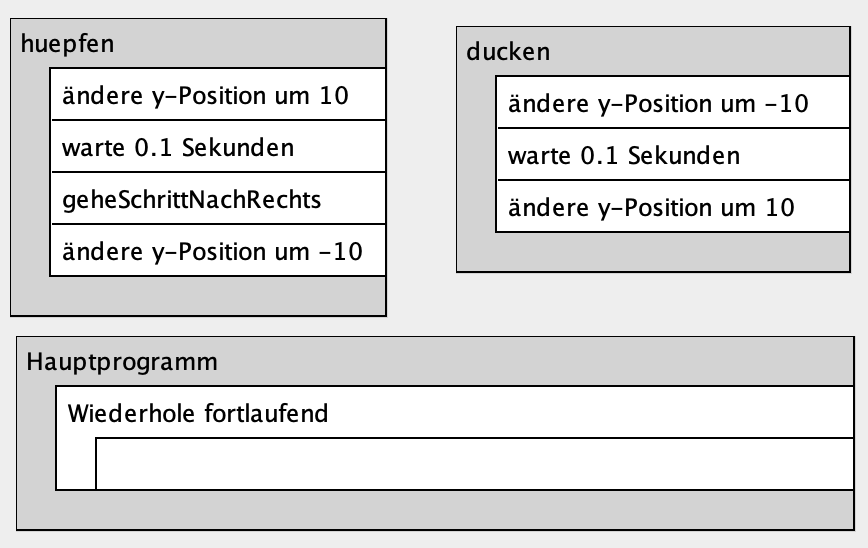 huepfen
ändere y-Position um 10
warte 0.1 Sekunden
geheSchrittNachRechts
ändere y-Position um -10
ducken
ändere y-Position um -10
warte 0.1 Sekunden
ändere y-Position um 10
Hauptprogramm
Wiederhole fortlaufend